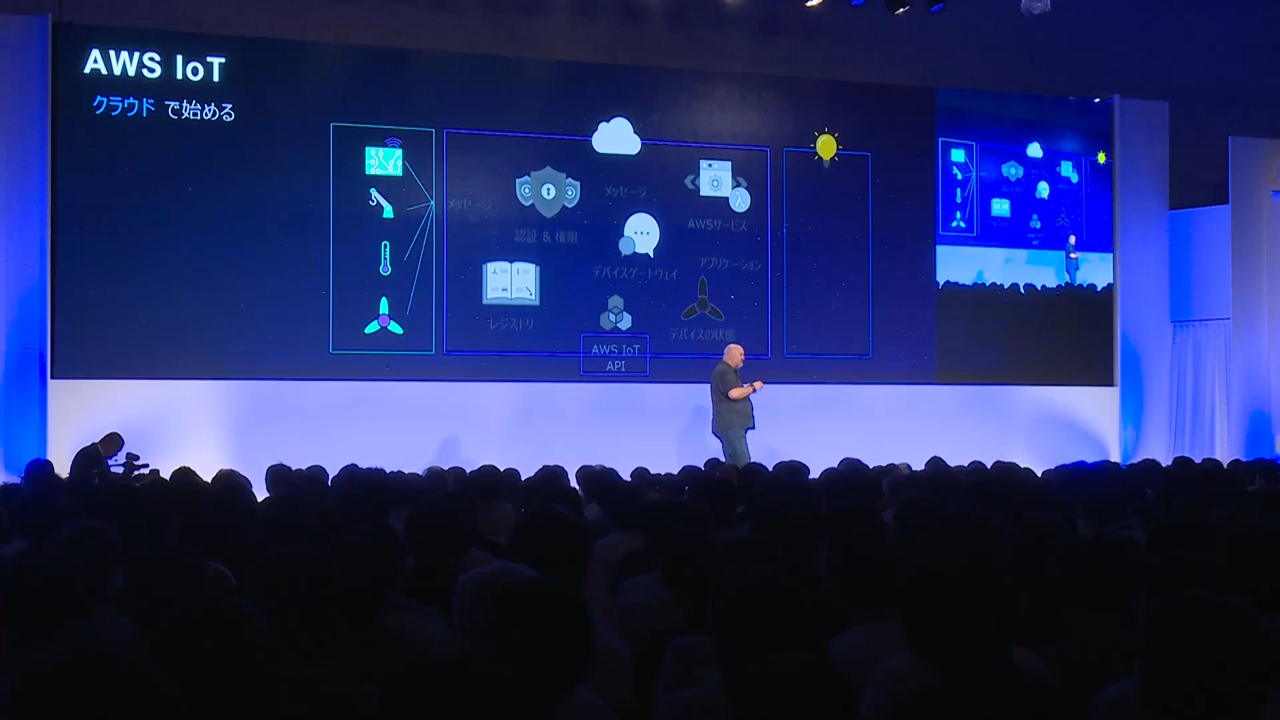 AWS IoT
クラウド で始める
メッセージ
メッセージ
認証 & 権限
AWSサービス
デバイスゲートウェイ
アプリケーション
レジストリ
デバイスの状態
AWS IoT
API